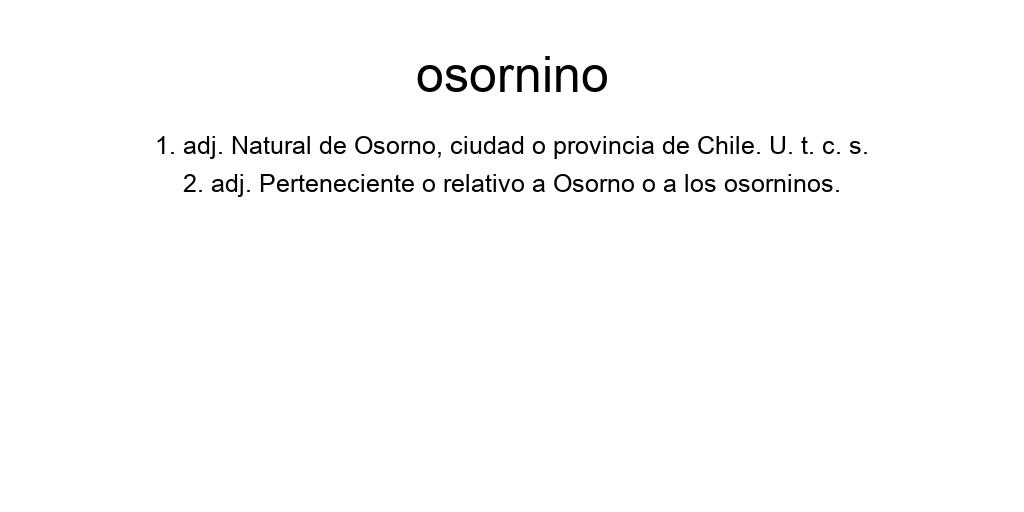 osornino
1. adj. Natural de Osorno, ciudad o provincia de Chile. U. t. c. s.
2. adj. Perteneciente o relativo a Osorno o a los osorninos.